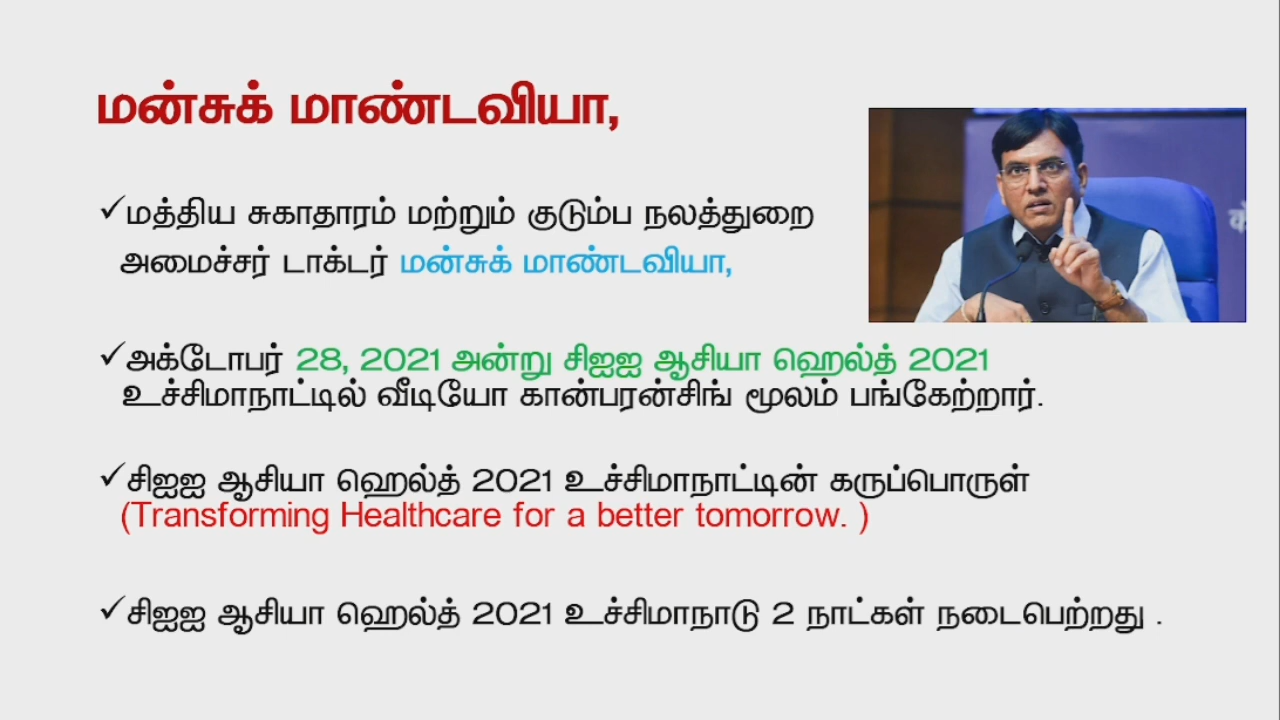 மன்சுக் மாண்டவியா,
✓மத்திய சுகாதாரம் மற்றும் குடும்ப நலத்துறை
அமைச்சர் டாக்டர் மன்சுக் மாண்டவியா,
✓அக்டோபர் 28, 2021 அன்று சிஐஐ ஆசியா ஹெல்த் 2021
உச்சிமாநாட்டில் வீடியோ கான்பரன்சிங் மூலம் பங்கேற்றார்.
✓சிஐஐ ஆசியா ஹெல்த் 2021 உச்சிமாநாட்டின் கருப்பொருள்
(Transforming Healthcare for a better tomorrow. )
✓சிஐஐ ஆசியா ஹெல்த் 2021 உச்சிமாநாடு 2 நாட்கள் நடைபெற்றது .